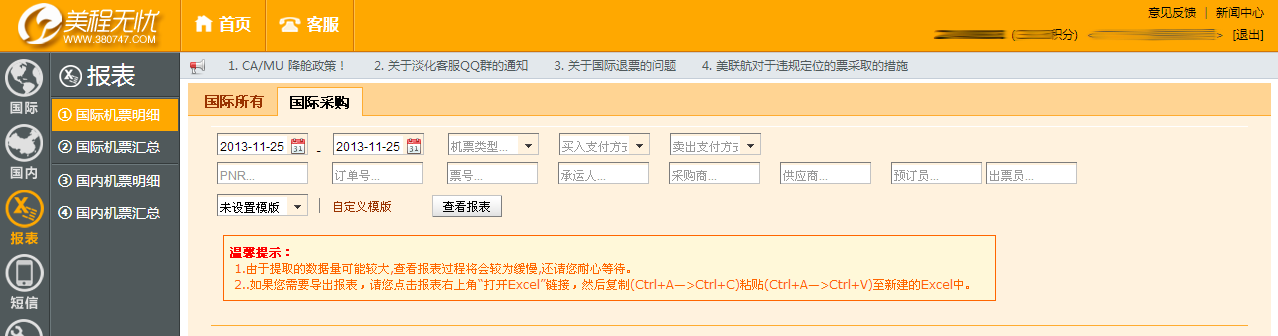 美程无忧
WWW.380747.COM
首页
客服
意见反馈 | 新闻中心
积分)
[退出]
国际
国内
报表
短信
报表
① 国际机票明细
② 国际机票汇总
③ 国内机票明细
④ 国内机票汇总
1. CA/MU 降舱政策！ 2. 关于淡化客服QQ群的通知 3. 关于国际退票的问题 4. 美联航对于违规定位的票采取的措施
国际所有 国际采购
2013-11-25 - 2013-11-25 机票类型... 买入支付方式 卖出支付方式
PNR... 订单号... 票号... 承运人... 采购商... 供应商... 预订员... 出票员...
未设置模版 | 自定义模版 查看报表
温馨提示：
1.由于提取的数据量可能较大,查看报表过程将会较为缓慢,还请您耐心等待。
2..如果您需要导出报表，请您点击报表右上角“打开Excel”链接，然后复制(Ctrl+A—>Ctrl+C)粘贴(Ctrl+A—>Ctrl+V)至新建的Excel中。